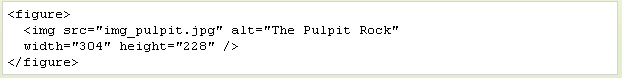 <figure>
  <img src="img_pulpit.jpg" alt="The Pulpit Rock"
  width="304" height="228" />
</figure>